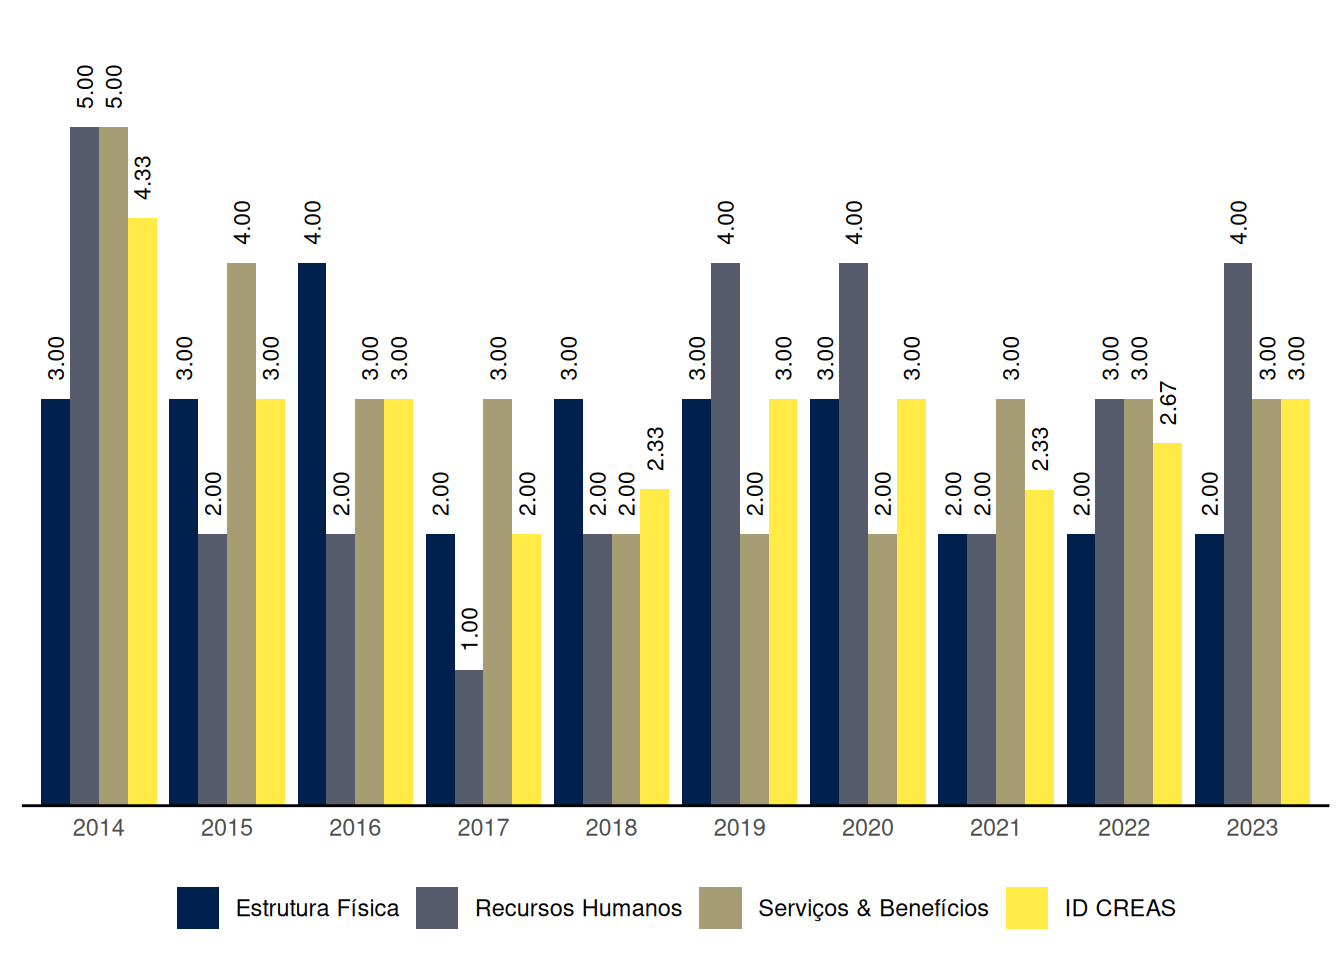 5.00 5.00
4.33
4.00 4.00 4.00 4.00 4.00
3.00 3.00 3.00 3.00 3.00 3.00 3.00 3.00 3.00 3.00 3.00 3.00 3.00 3.00 3.00 3.00
2.67
2.33 2.33
2.00 2.00 2.00 2.00 2.00 2.00 2.00 2.00 2.00 2.00 2.00 2.00
1.00
2014 2015 2016 2017 2018 2019 2020 2021 2022 2023
Estrutura Física Recursos Humanos Serviços & Benefícios ID CREAS